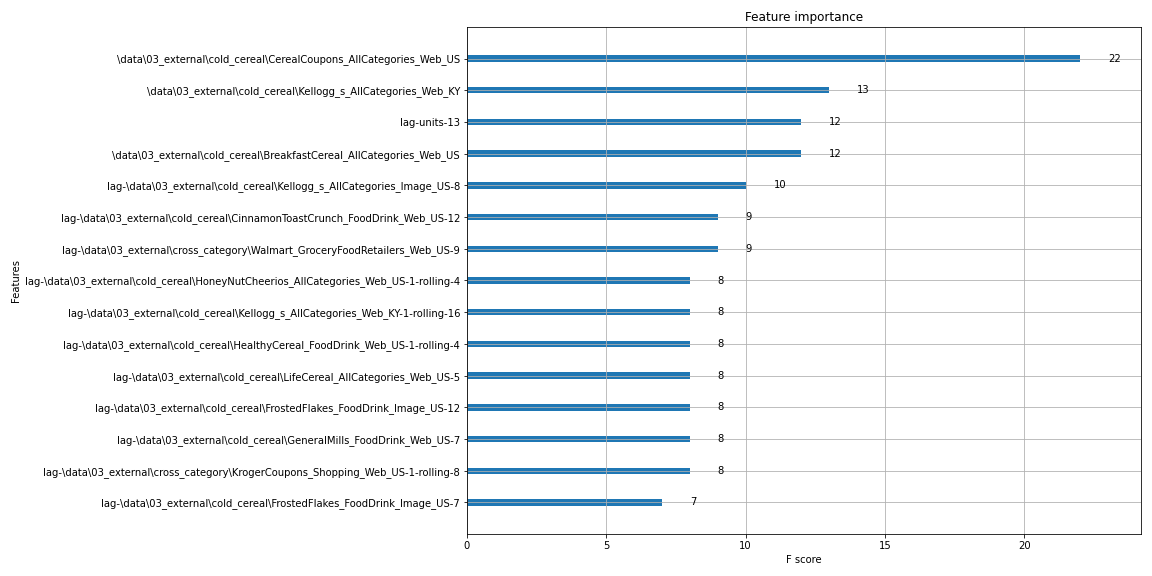 Feature importance
Features
\data\03_external\cold_cereal\CerealCoupons_AllCategories_Web_US 22
\data\03_external\cold_cereal\Kellogg_s_AllCategories_Web_KY 13
lag-units-13 12
\data\03_external\cold_cereal\BreakfastCereal_AllCategories_Web_US 12
lag-\data\03_external\cold_cereal\Kellogg_s_AllCategories_Image_US-8 10
lag-\data\03_external\cold_cereal\CinnamonToastCrunch_FoodDrink_Web_US-12 9
lag-\data\03_external\cross_category\Walmart_GroceryFoodRetailers_Web_US-9 9
lag-\data\03_external\cold_cereal\HoneyNutCheerios_AllCategories_Web_US-1-rolling-4 8
lag-\data\03_external\cold_cereal\Kellogg_s_AllCategories_Web_KY-1-rolling-16 8
lag-\data\03_external\cold_cereal\HealthyCereal_FoodDrink_Web_US-1-rolling-4 8
lag-\data\03_external\cold_cereal\LifeCereal_AllCategories_Web_US-5 8
lag-\data\03_external\cold_cereal\FrostedFlakes_FoodDrink_Image_US-12 8
lag-\data\03_external\cold_cereal\GeneralMills_FoodDrink_Web_US-7 8
lag-\data\03_external\cross_category\KrogerCoupons_Shopping_Web_US-1-rolling-8 8
lag-\data\03_external\cold_cereal\FrostedFlakes_FoodDrink_Image_US-7 7
0 5 10 15 20
F score